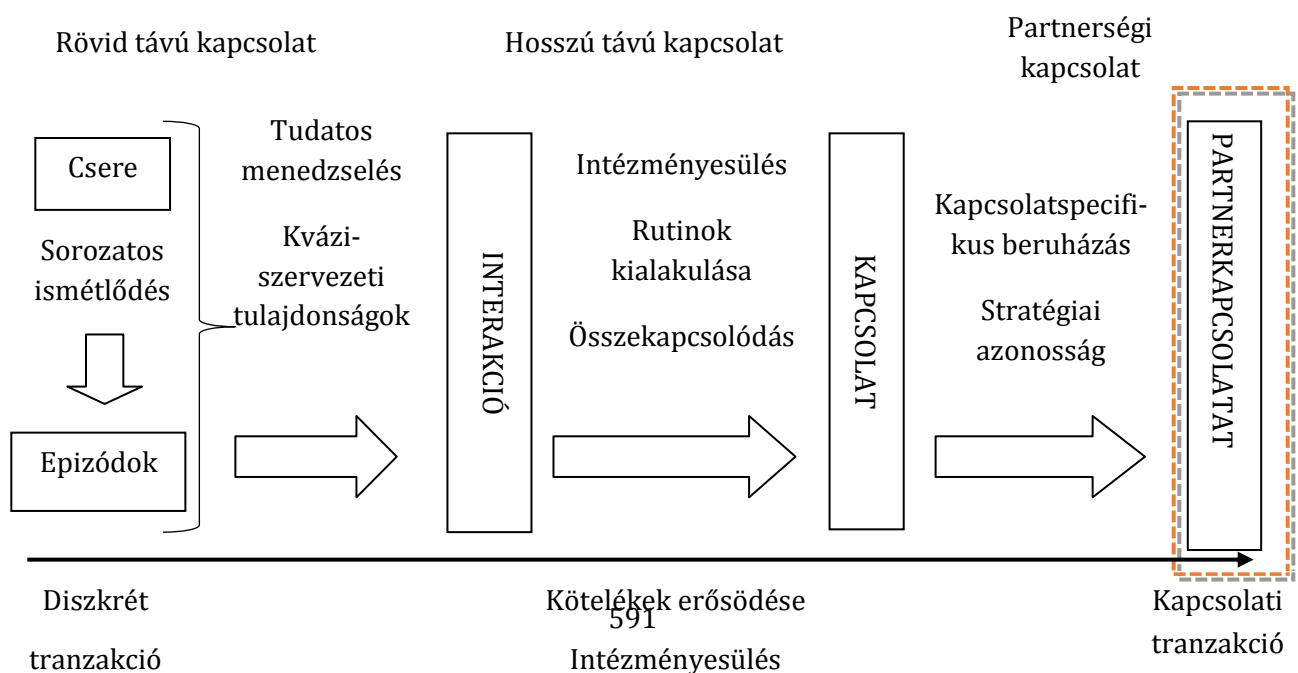 Rövid távú kapcsolat
Hosszú távú kapcsolat
Partnerségi
kapcsolat
Csere
Sorozatos
ismétlődés
Epizódok
Tudatos
menedzselés
Kvázi-
szervezeti
tulajdonságok
INTERAKCIÓ
Intézményesülés
Rutinok
kialakulása
Összekapcsolódás
KAPCSOLAT
Kapcsolatspecifi-
kus beruházás
Stratégiai
azonosság
PARTNERKAPCSOLATAT
Diszkrét
tranzakció
Kötelékek erősödése
591
Intézményesülés
Kapcsolati
tranzakció